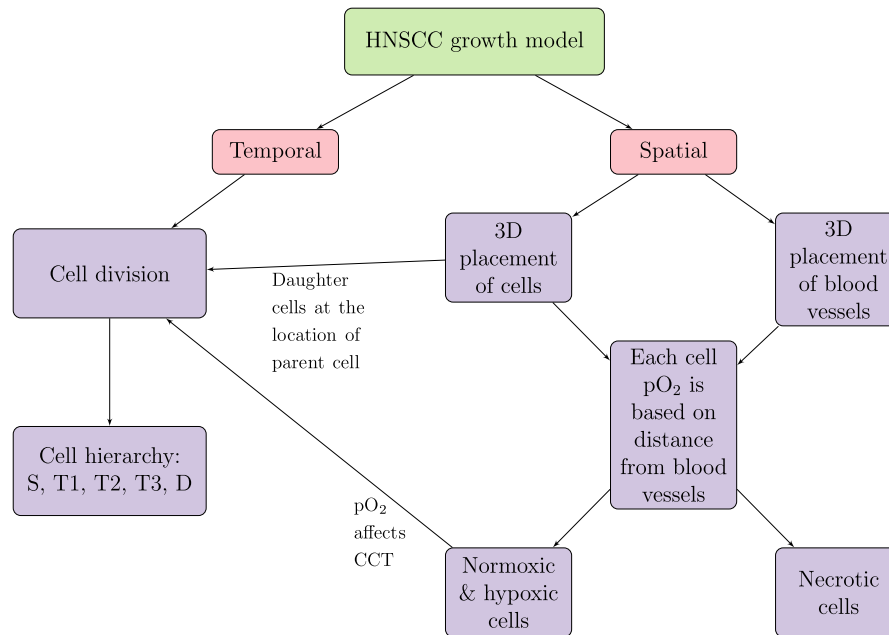 HNSCC growth model
Temporal
Spatial
Cell division
3D
placement
of cells
3D
placement
of blood
vessels
Daughter
cells at the
location of
parent cell
Each cell
pO₂ is
based on
distance
from blood
vessels
Cell hierarchy:
S, T1, T2, T3, D
pO₂
affects
CCT
Normoxic
& hypoxic
cells
Necrotic
cells